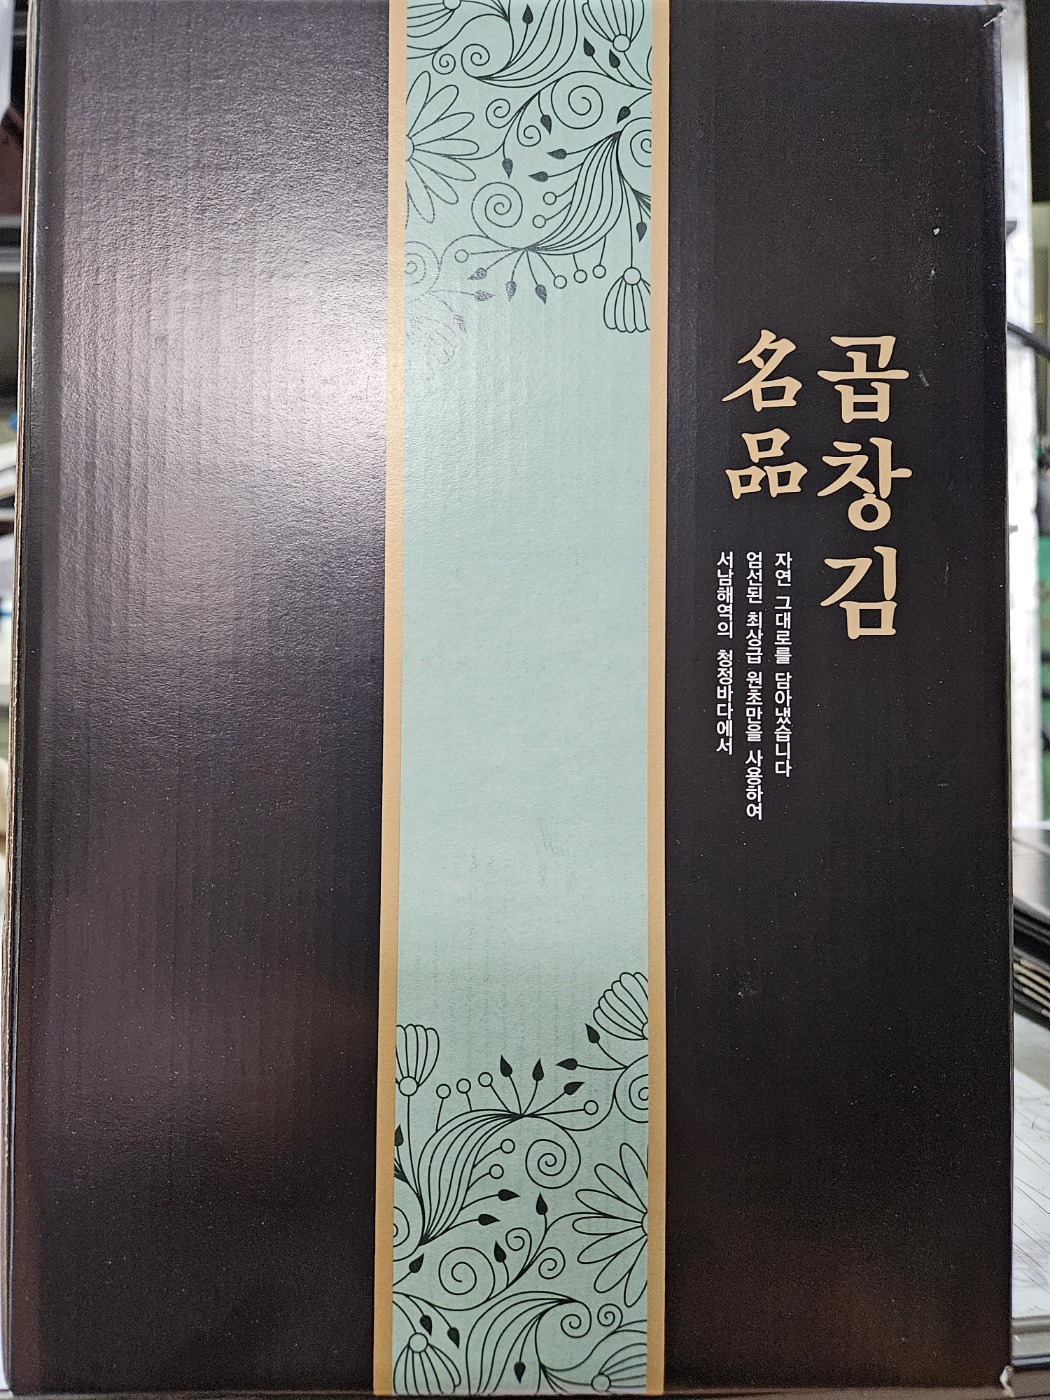 名品
곱창김
서남해역의 청정바다에서
엄선된 최상급 원초만을 사용하여
자연 그대로를 담아냈습니다